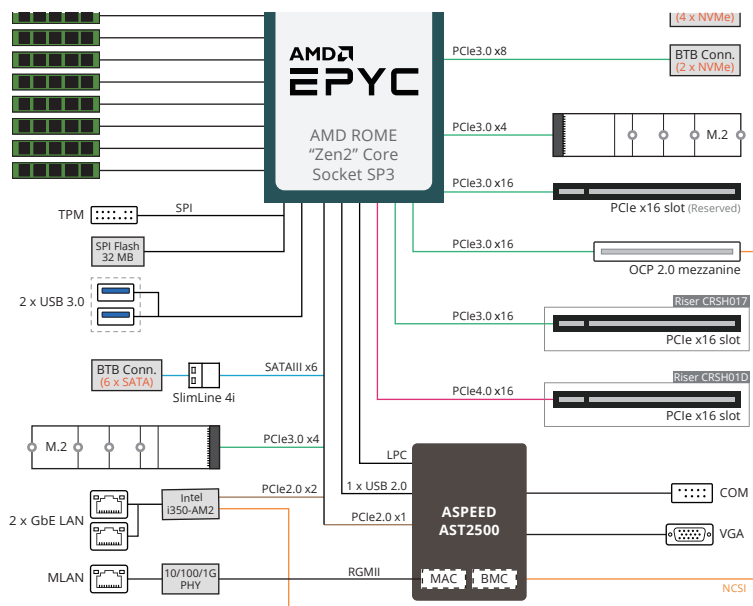 (4 x NVMe)
AMD
EPYC
PCIe3.0 x8
BTB Conn.
(2 x NVMe)
AMD ROME
“Zen2” Core
Socket SP3
PCIe3.0 x4
M.2
PCIe3.0 x16
PCIe x16 slot (Reserved)
TPM
SPI
SPI Flash
32 MB
PCIe3.0 x16
OCP 2.0 mezzanine
2 x USB 3.0
Riser CRSH017
PCIe3.0 x16
PCIe x16 slot
BTB Conn.
(6 x SATA)
SlimLine 4i
SATAIII x6
Riser CRSH01D
PCIe4.0 x16
PCIe x16 slot
M.2
PCIe3.0 x4
LPC
1 x USB 2.0
PCIe2.0 x2
PCIe2.0 x1
Intel
i350-AM2
2 x GbE LAN
ASPEED
AST2500
COM
VGA
MLAN
10/100/1G
PHY
RGMII
MAC
BMC
NCSI